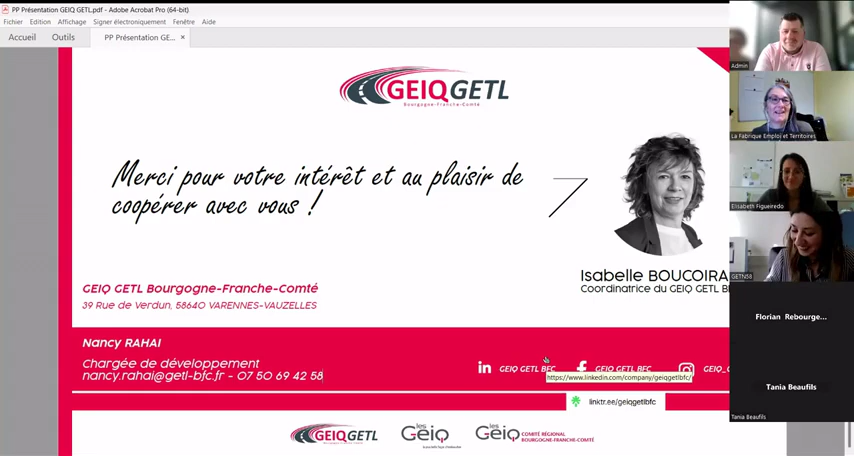 PP Présentation GEIQ GETL.pdf - Adobe Acrobat Pro (64-bit)
Fichier Edition Affichage Signer électroniquement Fenêtre Aide
Accueil Outils PP Présentation GE... ×
GEIQ GETL
Bourgogne-Franche-Comté
Merci pour votre intérêt et au plaisir de
coopérer avec vous !
Isabelle BOUCOIRA
Coordinatrice du GEIQ GETL B
GEIQ GETL Bourgogne-Franche-Comté
39 Rue de Verdun, 58640 VARENNES-VAUZELLES
Nancy RAHAI
Chargée de développement
nancy.rahai@getl-bfc.fr - 07 50 69 42 58
in GEIQ GETL BFC f GEIQ GETL BFC GEIQ_
https://www.linkedin.com/company/geiqgetlbfc/
linktr.ee/geiqgetlbfc
GEIQ GETL
les Geiq
les Geiq COMITÉ RÉGIONAL
BOURGOGNE-FRANCHE-COMTÉ
Admin
La Fabrique Emploi et Territoires
Elisabeth Figueiredo
GETN58
Florian Rebourge...
Tania Beaufils
Tania Beaufils